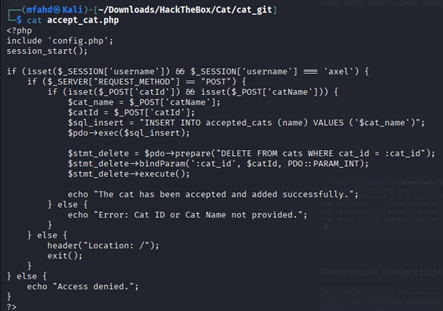 ┌──(mfahd㉿Kali)-[~/Downloads/HackTheBox/Cat/cat_git]
└─$ cat accept_cat.php
<?php
include 'config.php';
session_start();

if (isset($_SESSION['username']) && $_SESSION['username'] === 'axel') {
    if ($_SERVER["REQUEST_METHOD"] == "POST") {
        if (isset($_POST['catId']) && isset($_POST['catName'])) {
            $cat_name = $_POST['catName'];
            $catId = $_POST['catId'];
            $sql_insert = "INSERT INTO accepted_cats (name) VALUES ('$cat_name')";
            $pdo->exec($sql_insert);

            $stmt_delete = $pdo->prepare("DELETE FROM cats WHERE cat_id = :cat_id");
            $stmt_delete->bindParam(':cat_id', $catId, PDO::PARAM_INT);
            $stmt_delete->execute();

            echo "The cat has been accepted and added successfully.";
        } else {
            echo "Error: Cat ID or Cat Name not provided.";
        }
    } else {
        header("Location: /");
        exit();
    }
} else {
    echo "Access denied.";
}
?>